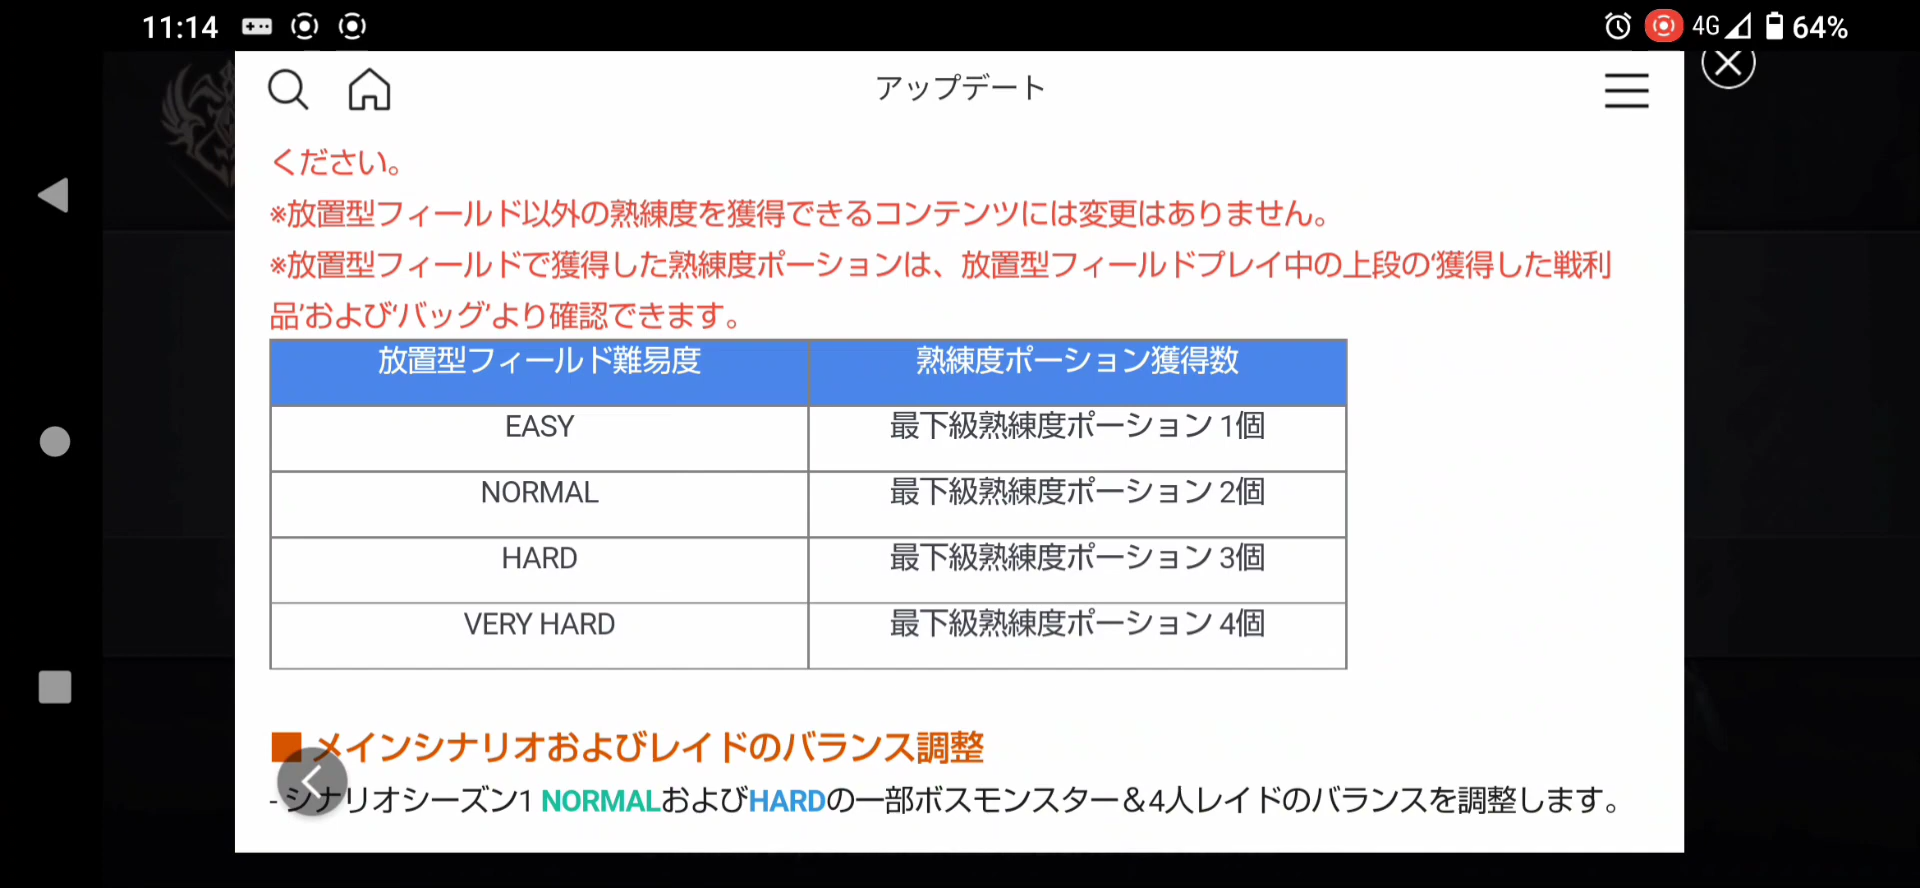 11:14
4G
64%
アップデート
ください。
※放置型フィールド以外の熟練度を獲得できるコンテンツには変更はありません。
※放置型フィールドで獲得した熟練度ポーションは、放置型フィールドプレイ中の上段の‘獲得した戦利
品’および‘バッグ’より確認できます。
放置型フィールド難易度 熟練度ポーション獲得数
EASY 最下級熟練度ポーション 1個
NORMAL 最下級熟練度ポーション 2個
HARD 最下級熟練度ポーション 3個
VERY HARD 最下級熟練度ポーション 4個
■ メインシナリオおよびレイドのバランス調整
- シナリオシーズン1 NORMALおよびHARDの一部ボスモンスター＆4人レイドのバランスを調整します。